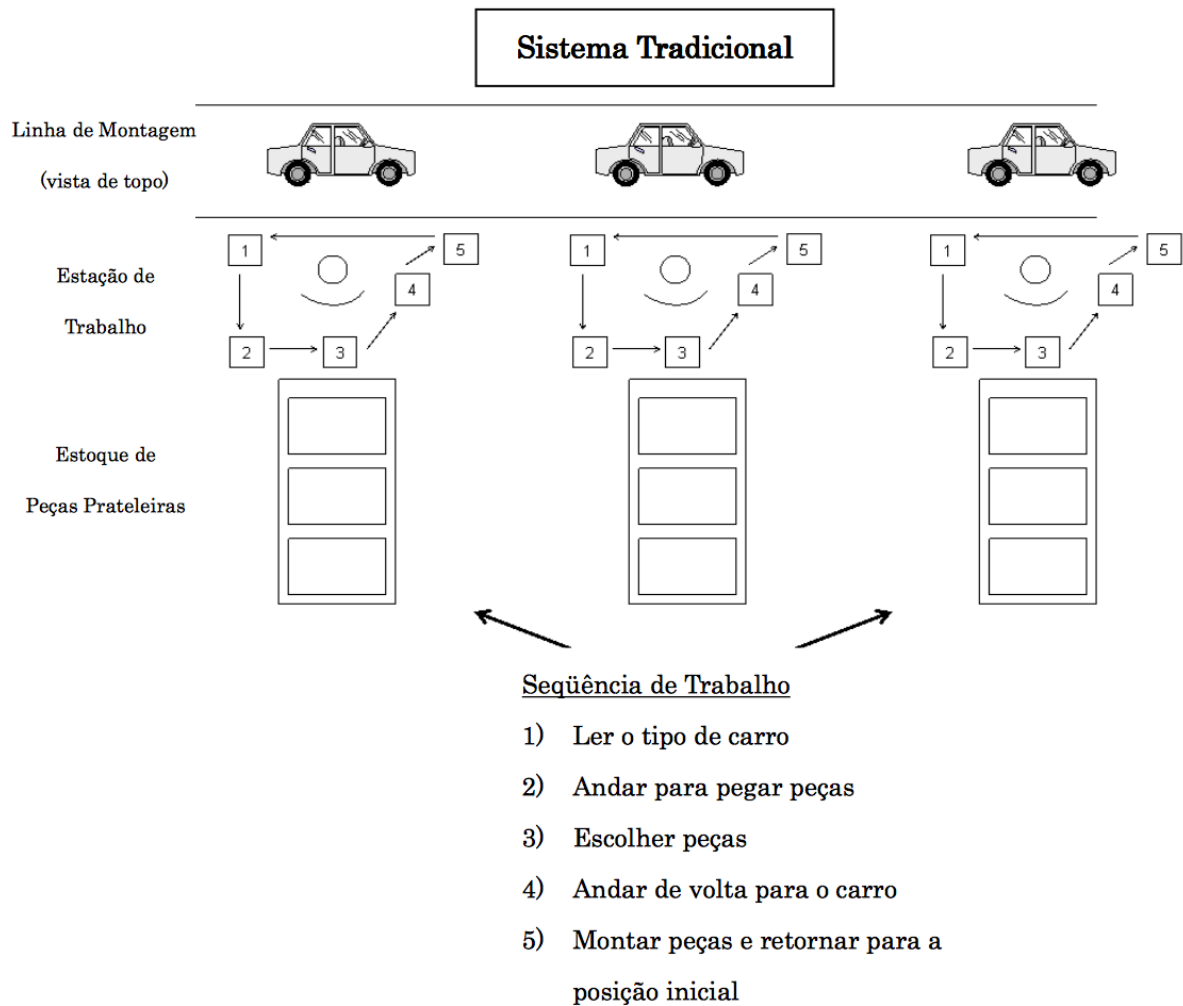 Sistema Tradicional
Linha de Montagem
(vista de topo)
1
5
1
5
1
5
Estação de
Trabalho
4
4
4
2
3
2
3
2
3
Estoque de
Peças Prateleiras
Seqüência de Trabalho
1) Ler o tipo de carro
2) Andar para pegar peças
3) Escolher peças
4) Andar de volta para o carro
5) Montar peças e retornar para a
posição inicial